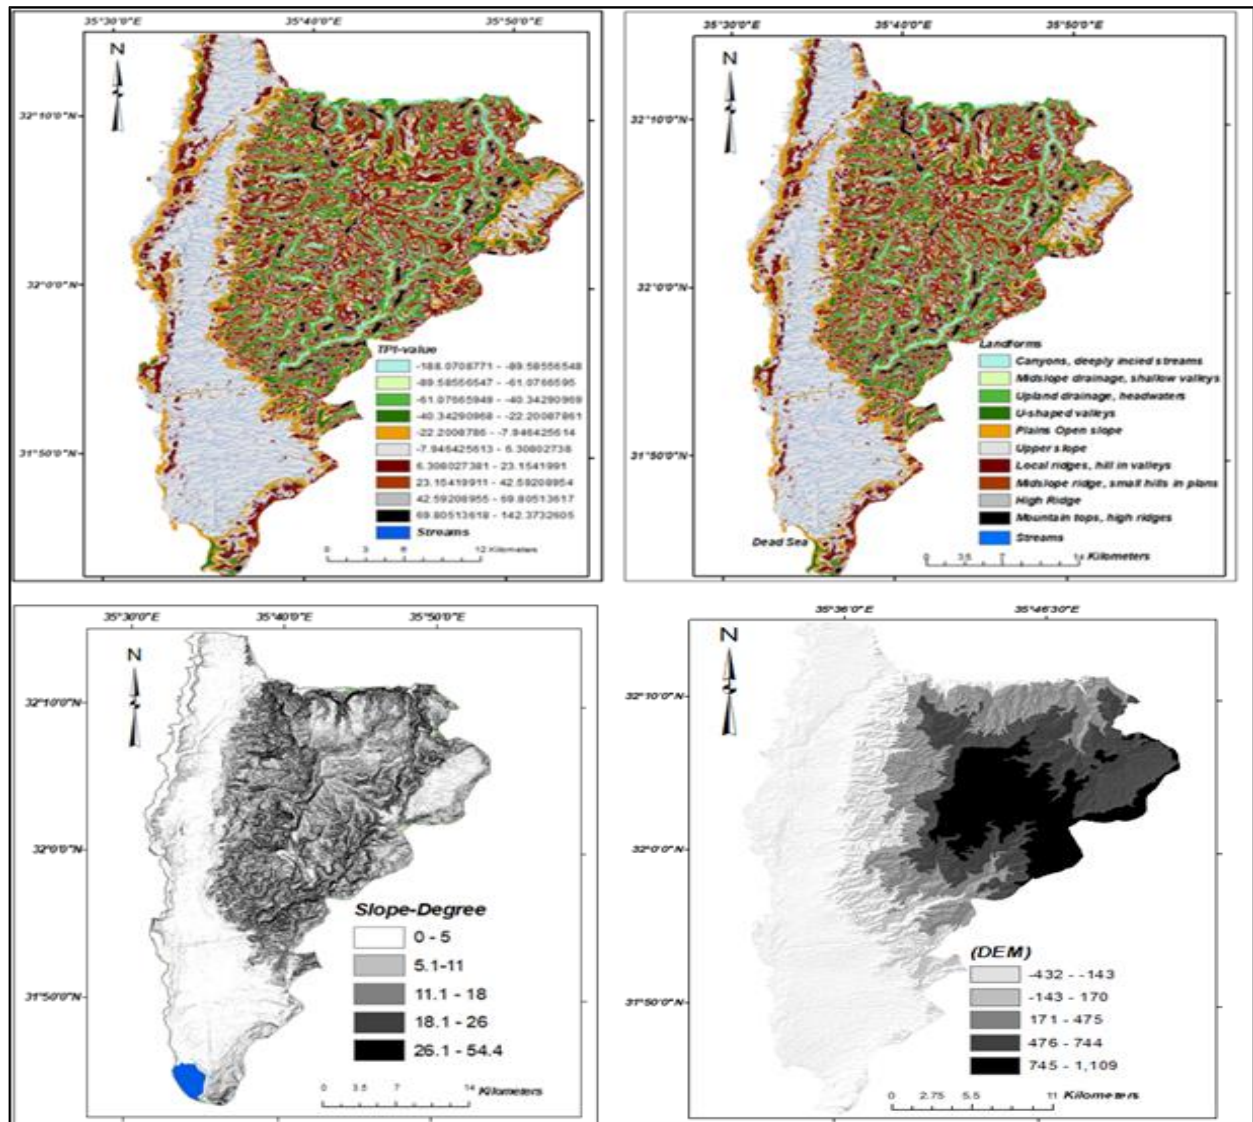 35°30'0"E 35°40'0"E 35°50'0"E
N
32°10'0"N
32°0'0"N
31°50'0"N
TPI-value
-188.0708771 - -89.58556548
-89.58556547 - -61.0766595
-61.07665949 - -40.34290969
-40.34290968 - -22.20087861
-22.2008786 - -7.946425614
-7.946425613 - 6.30802738
6.308027381 - 23.1541991
23.15419911 - 42.59208954
42.59208955 - 69.80513617
69.80513618 - 142.3732605
Streams
0 3 6 12 Kilometers
35°30'0"E 35°40'0"E 35°50'0"E
N
32°10'0"N
32°0'0"N
31°50'0"N
Landforms
Canyons, deeply incied streams
Midslope drainage, shallow valleys
Upland drainage, headwaters
U-shaped valleys
Plains Open slope
Upper slope
Local ridges, hill in valleys
Midslope ridge, small hills in plans
High Ridge
Mountain tops, high ridges
Streams
Dead Sea
0 3.5 7 14 Kilometers
35°30'0"E 35°40'0"E 35°50'0"E
N
32°10'0"N
32°0'0"N
31°50'0"N
Slope-Degree
0 - 5
5.1-11
11.1 - 18
18.1 - 26
26.1 - 54.4
0 3.5 7 14 Kilometers
35°36'0"E 35°46'30"E
N
32°10'0"N
32°0'0"N
31°50'0"N
(DEM)
-432 - -143
-143 - 170
171 - 475
476 - 744
745 - 1,109
0 2.75 5.5 11 Kilometers